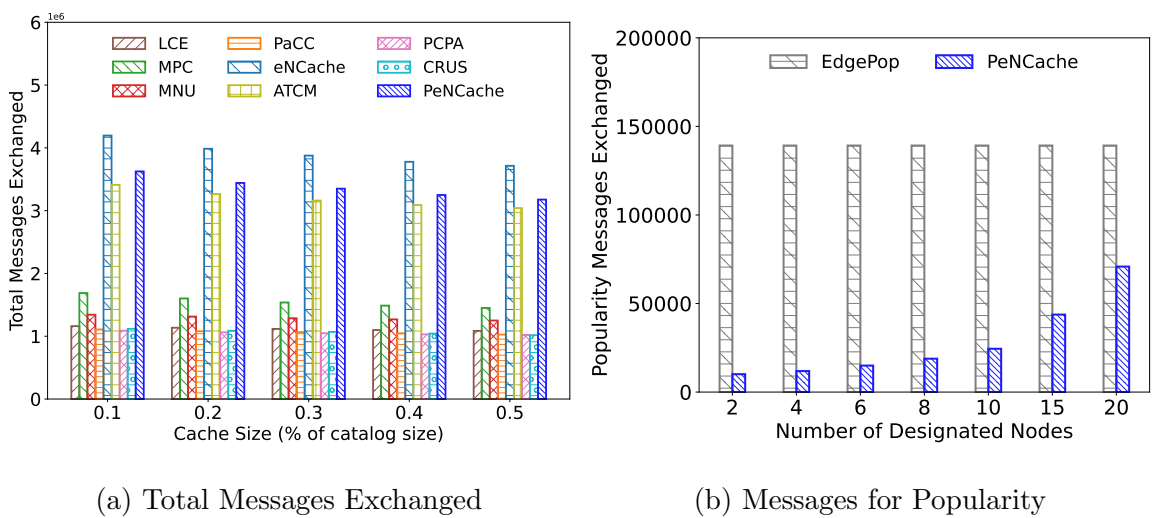 1e6
6
5
4
3
2
1
0
Total Messages Exchanged
LCE PaCC PCPA
MPC eNCache CRUS
MNU ATCM PeNCache
0.1 0.2 0.3 0.4 0.5
Cache Size (% of catalog size)
(a) Total Messages Exchanged
200000
150000
100000
50000
0
Popularity Messages Exchanged
EdgePop PeNCache
2 4 6 8 10 15 20
Number of Designated Nodes
(b) Messages for Popularity